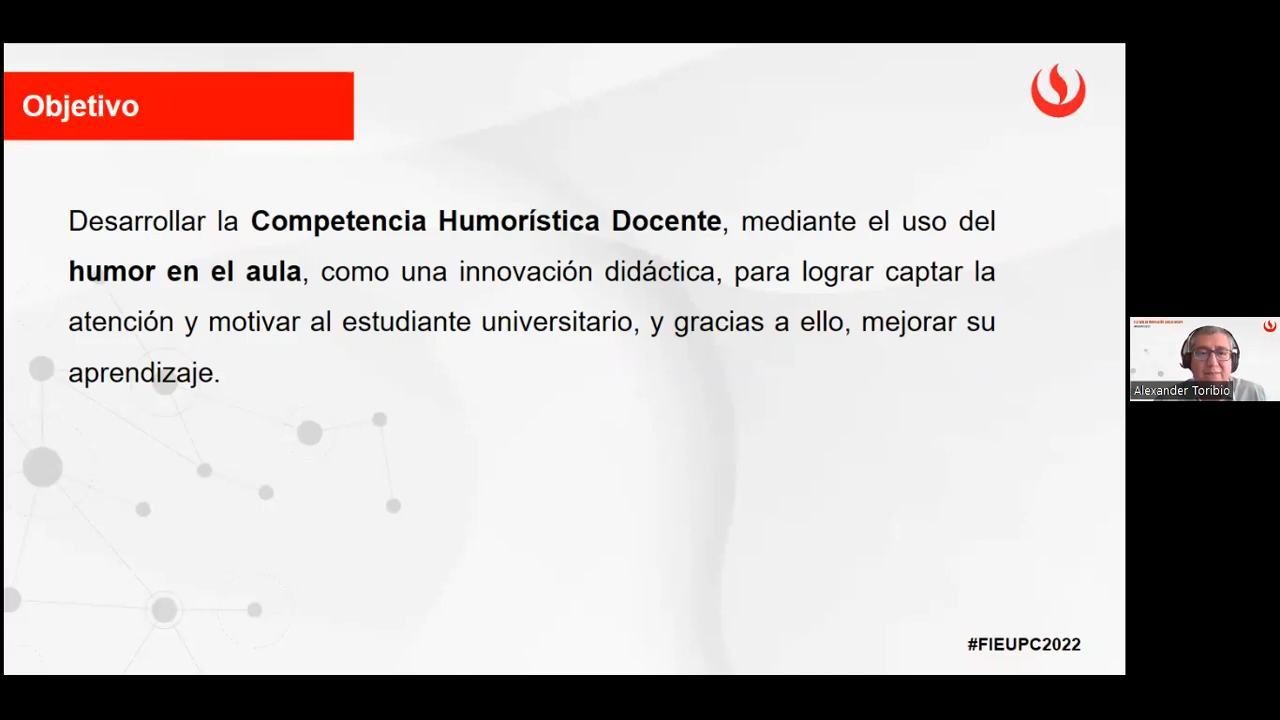 Objetivo
Desarrollar la Competencia Humorística Docente, mediante el uso del
humor en el aula, como una innovación didáctica, para lograr captar la
atención y motivar al estudiante universitario, y gracias a ello, mejorar su
aprendizaje.
Alexander Toribio
#FIEUPC2022